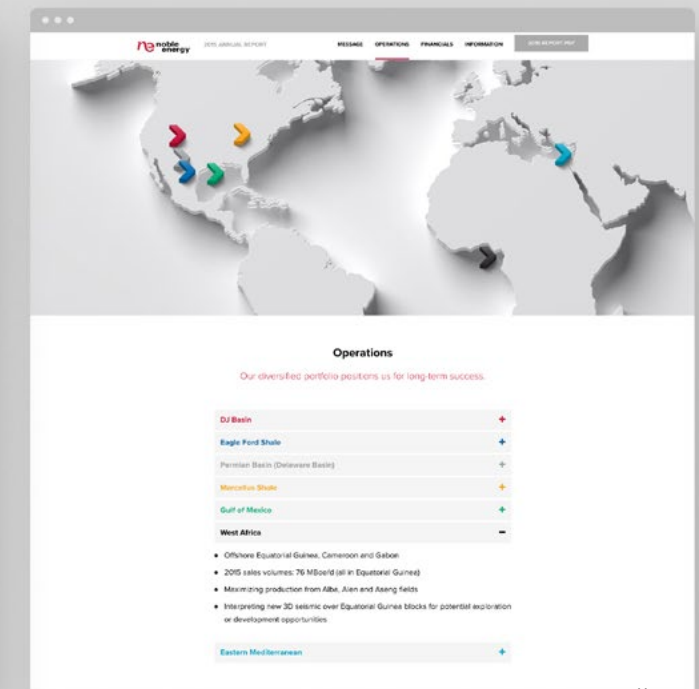 noble
energy
2015 ANNUAL REPORT
MESSAGE OPERATIONS FINANCIALS INFORMATION
2015 REPORT PDF
Operations
Our diversified portfolio positions us for long-term success.
DJ Basin +
Eagle Ford Shale +
Permian Basin (Delaware Basin) +
Marcellus Shale +
Gulf of Mexico +
West Africa −
• Offshore Equatorial Guinea, Cameroon and Gabon
• 2015 sales volumes: 76 MBoe/d (all in Equatorial Guinea)
• Maximizing production from Alba, Alen and Aseng fields
• Interpreting new 3D seismic over Equatorial Guinea blocks for potential exploration
or development opportunities
Eastern Mediterranean +